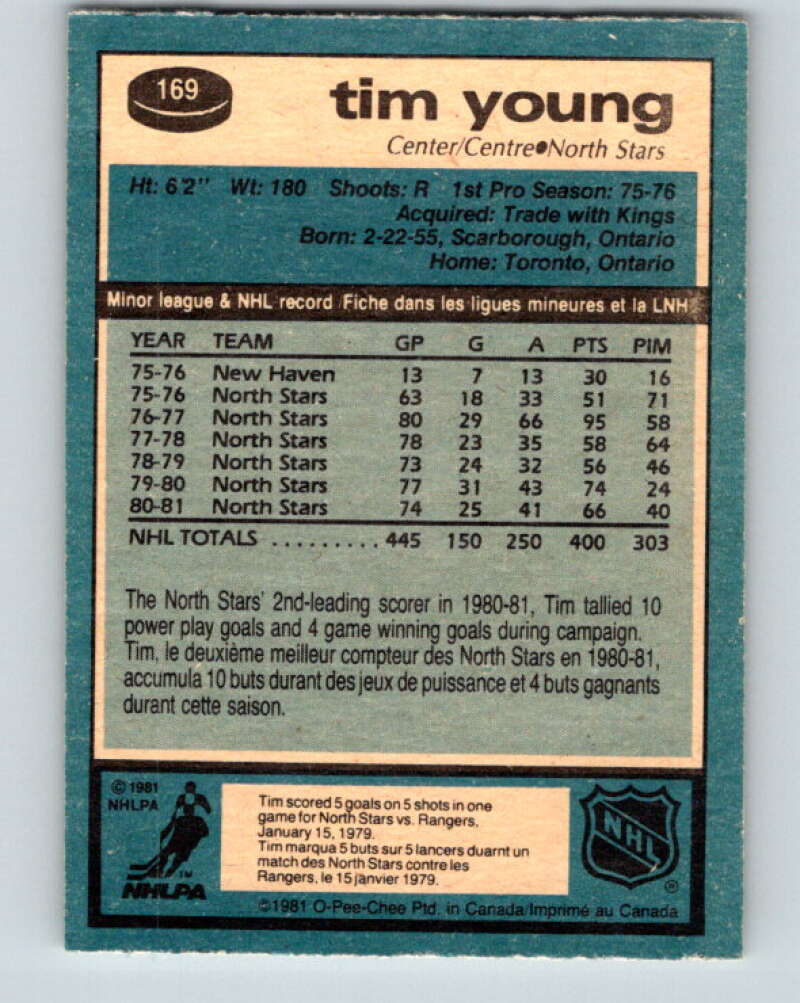 169
tim young
Center/Centre•North Stars
Ht: 6'2" Wt: 180 Shoots: R 1st Pro Season: 75-76
Acquired: Trade with Kings
Born: 2-22-55, Scarborough, Ontario
Home: Toronto, Ontario
Minor league & NHL record/Fiche dans les ligues mineures et la LNH
YEAR TEAM GP G A PTS PIM
75-76 New Haven 13 7 13 30 16
75-76 North Stars 63 18 33 51 71
76-77 North Stars 80 29 66 95 58
77-78 North Stars 78 23 35 58 64
78-79 North Stars 73 24 32 56 46
79-80 North Stars 77 31 43 74 24
80-81 North Stars 74 25 41 66 40
NHL TOTALS ......... 445 150 250 400 303
The North Stars' 2nd-leading scorer in 1980-81, Tim tallied 10
power play goals and 4 game winning goals during campaign.
Tim, le deuxième meilleur compteur des North Stars en 1980-81,
accumula 10 buts durant des jeux de puissance et 4 buts gagnants
durant cette saison.
© 1981
NHLPA
TM
NHLPA
Tim scored 5 goals on 5 shots in one
game for North Stars vs. Rangers,
January 15, 1979.
Tim marqua 5 buts sur 5 lancers duarnt un
match des North Stars contre les
Rangers, le 15 janvier 1979.
NHL
®
©1981 O-Pee-Chee Ptd. in Canada/Imprimé au Canada